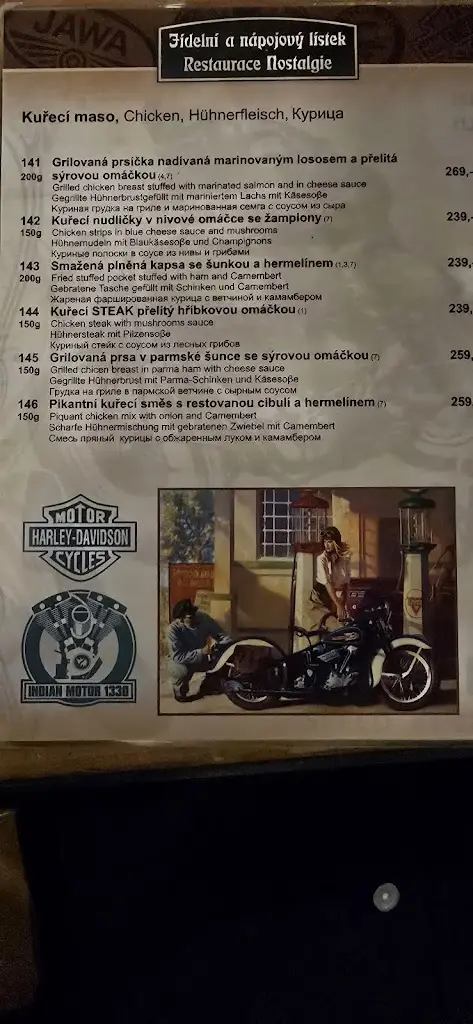 JAWA
Jídelní a nápojový lístek
Restaurace Nostalgie
Kuřecí maso, Chicken, Hühnerfleisch, Курица
141 Grilovaná prsíčka nadívaná marinovaným lososem a přelitá 269,-
200g sýrovou omáčkou (4,7)
Grilled chicken breast stuffed with marinated salmon and in cheese sauce
Gegrillte Hühnerbrustgefüllt mit mariniertem Lachs mit Käsesoße
Куриная грудка на гриле и маринованная семга с соусом из сыра
142 Kuřecí nudličky v nivové omáčce se žampiony (7) 239,-
150g Chicken strips in blue cheese sauce and mushrooms
Hühnernudeln mit Blaukäsesoße und Champignons
Куриные полоски в соусе из нивы и грибами
143 Smažená plněná kapsa se šunkou a hermelínem (1,3,7) 239,-
200g Fried stuffed pocket stuffed with ham and Camembert
Gebratene Tasche gefüllt mit Schinken und Camembert
Жареная фаршированная курица с ветчиной и камамбером
144 Kuřecí STEAK přelitý hříbkovou omáčkou (1) 239,
150g Chicken steak with mushrooms sauce
Hühnersteak mit Pilzensoße
Куриный стейк с соусом из лесных грибов
145 Grilovaná prsa v parmské šunce se sýrovou omáčkou (7) 259,
150g Grilled chicen breast in parma ham with cheese sauce
Gegrillte Hühnerbrust mit Parma-Schinken und Käsesoße
Грудка на гриле в пармской ветчине с сырным соусом
146 Pikantní kuřecí směs s restovanou cibulí a hermelínem (7) 259.
150g Piquant chicken mix with onion and Camembert
Scharfe Hühnermischung mit gebratenen Zwiebel mit Camembert
Смесь пряный курицы с обжаренным луком и камамбером
MOTOR
HARLEY-DAVIDSON
CYCLES
INDIAN MOTOR 1330